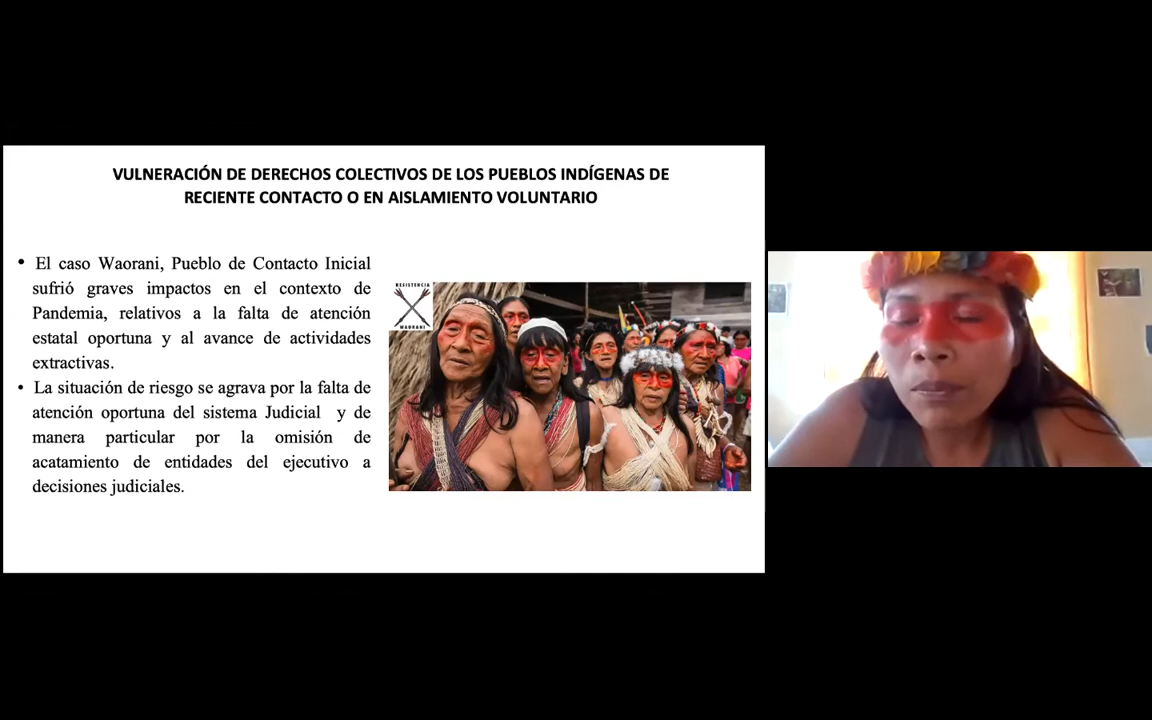 VULNERACIÓN DE DERECHOS COLECTIVOS DE LOS PUEBLOS INDÍGENAS DE
RECIENTE CONTACTO O EN AISLAMIENTO VOLUNTARIO
• El caso Waorani, Pueblo de Contacto Inicial
sufrió graves impactos en el contexto de
Pandemia, relativos a la falta de atención
estatal oportuna y al avance de actividades
extractivas.
• La situación de riesgo se agrava por la falta de
atención oportuna del sistema Judicial y de
manera particular por la omisión de
acatamiento de entidades del ejecutivo a
decisiones judiciales.
RESISTENCIA
WAORANI